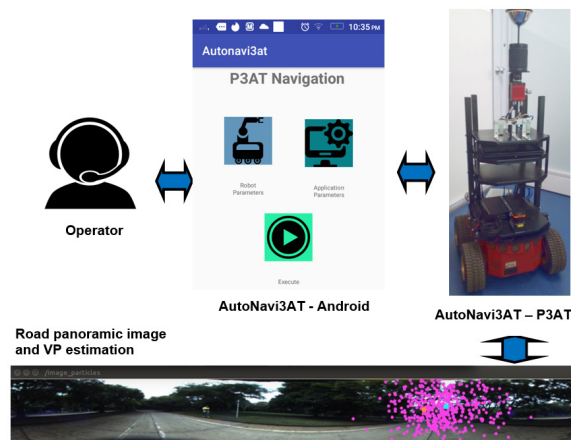 10:35 PM
Autonavi3at
P3AT Navigation
Robot
Parameters
Application
Parameters
Execute
Operator
AutoNavi3AT - Android
AutoNavi3AT – P3AT
Road panoramic image
and VP estimation
/image_particles